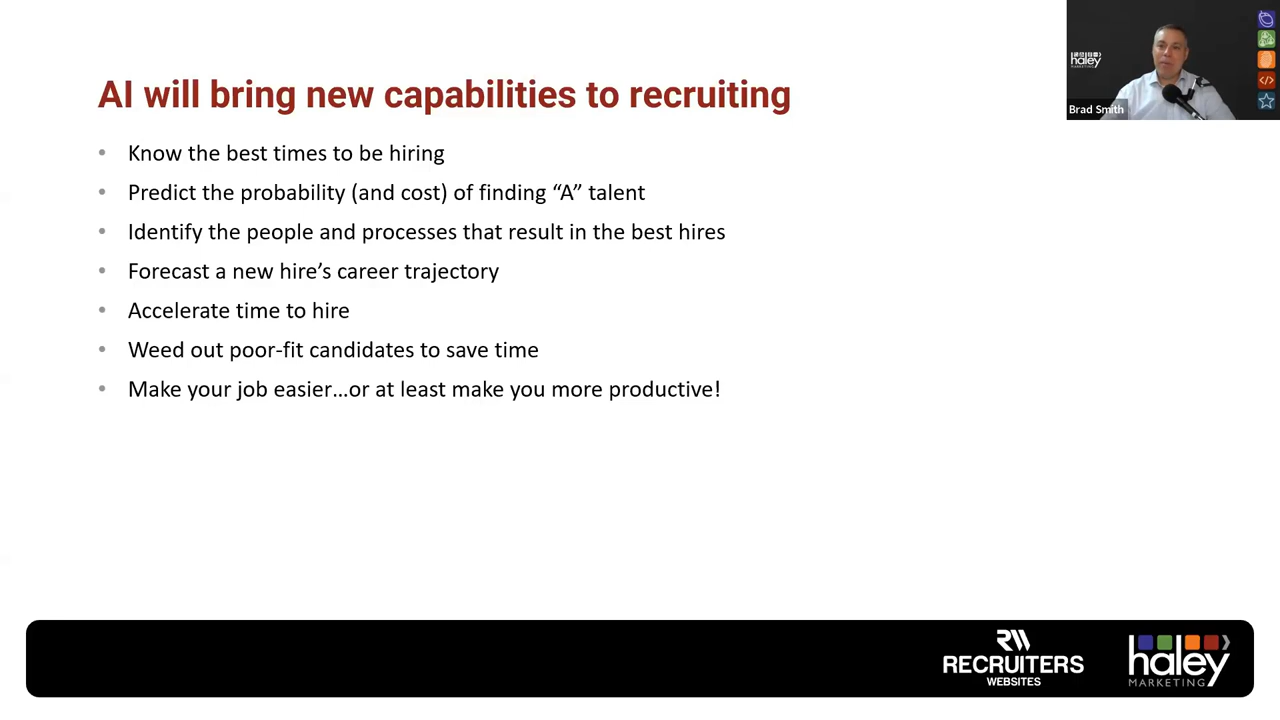 AI will bring new capabilities to recruiting
• Know the best times to be hiring
• Predict the probability (and cost) of finding “A” talent
• Identify the people and processes that result in the best hires
• Forecast a new hire’s career trajectory
• Accelerate time to hire
• Weed out poor-fit candidates to save time
• Make your job easier…or at least make you more productive!
haley
MARKETING
Brad Smith
RECRUITERS
WEBSITES
haley
MARKETING